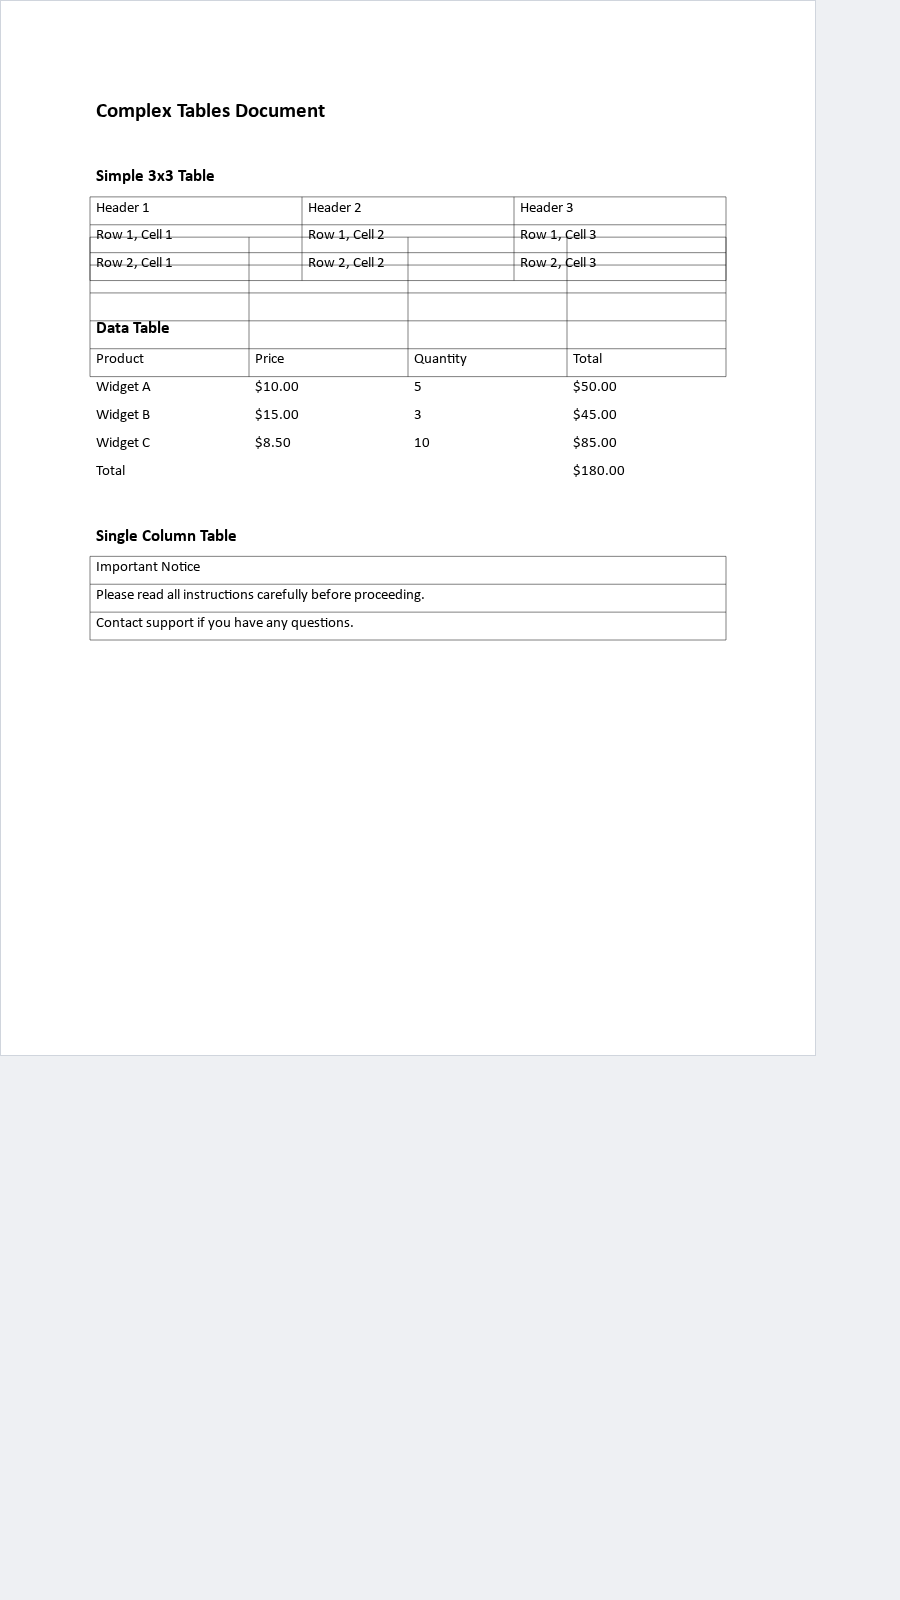 Complex Tables Document
Simple 3x3 Table
Header 1 Header 2 Header 3
Row 1, Cell 1 Row 1, Cell 2 Row 1, Cell 3
Row 2, Cell 1 Row 2, Cell 2 Row 2, Cell 3
Data Table
Product Price Quantity Total
Widget A $10.00 5 $50.00
Widget B $15.00 3 $45.00
Widget C $8.50 10 $85.00
Total $180.00
Single Column Table
Important Notice
Please read all instructions carefully before proceeding.
Contact support if you have any questions.